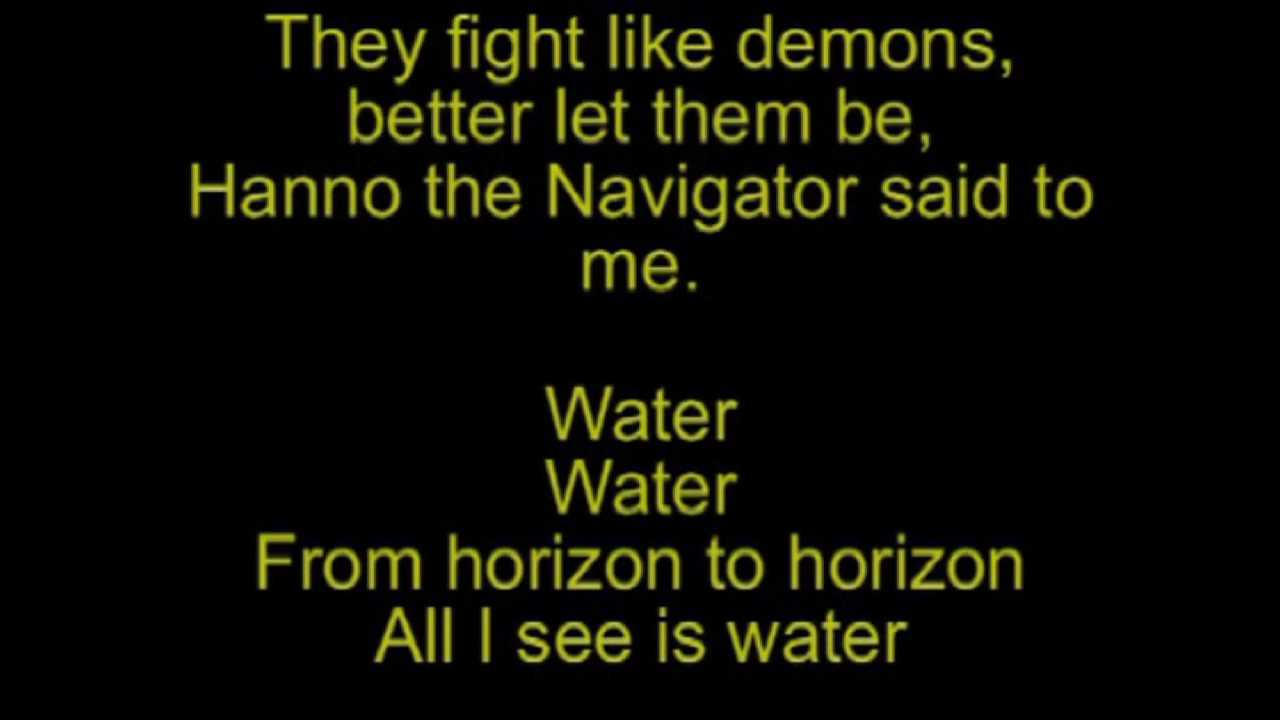 They fight like demons,
better let them be,
Hanno the Navigator said to
me.
Water
Water
From horizon to horizon
All I see is water